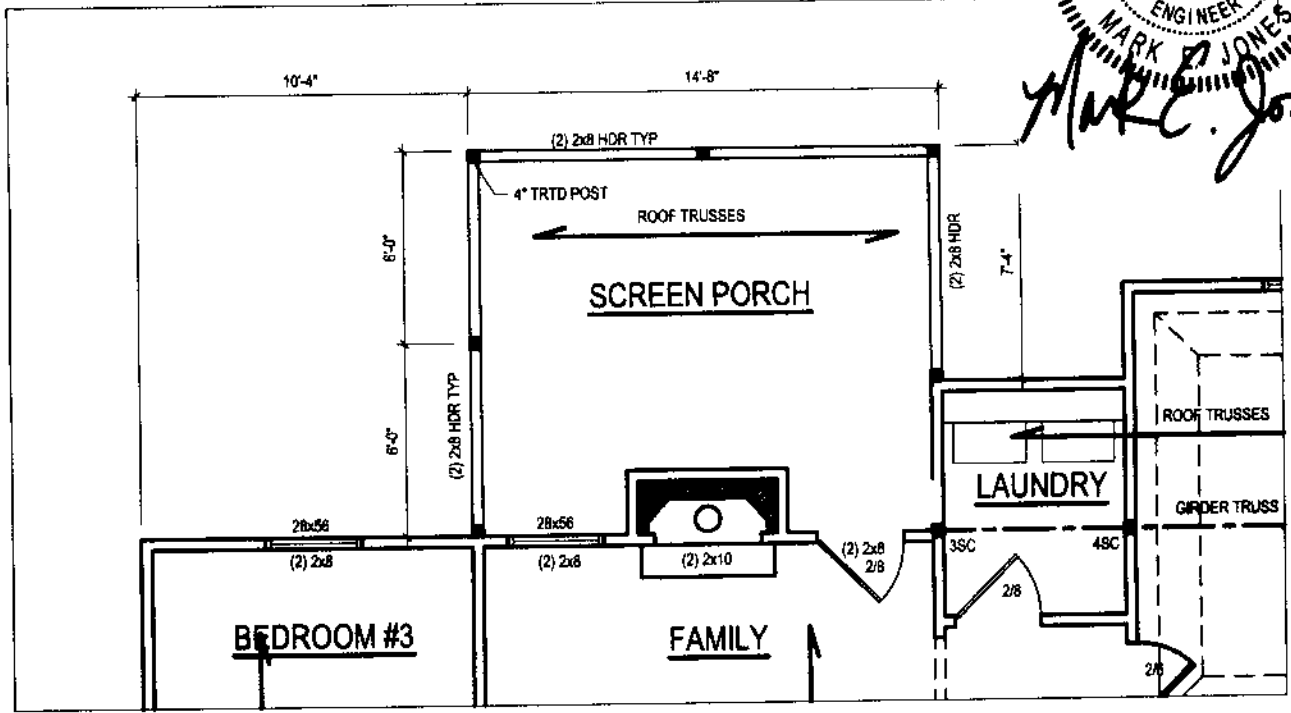 ENGINEER
MARK E. JONES
Mark E. Jo
10'-4"
14'-8"
(2) 2x8 HDR TYP
4" TRTD POST
ROOF TRUSSES
6'-0"
(2) 2x8 HDR
7'-4"
SCREEN PORCH
(2) 2x8 HDR TYP
6'-0"
ROOF TRUSSES
LAUNDRY
GIRDER TRUSS
28x56
28x56
(2) 2x8
(2) 2x8
(2) 2x10
(2) 2x8
2/8
3SC
4SC
2/8
BEDROOM #3
FAMILY